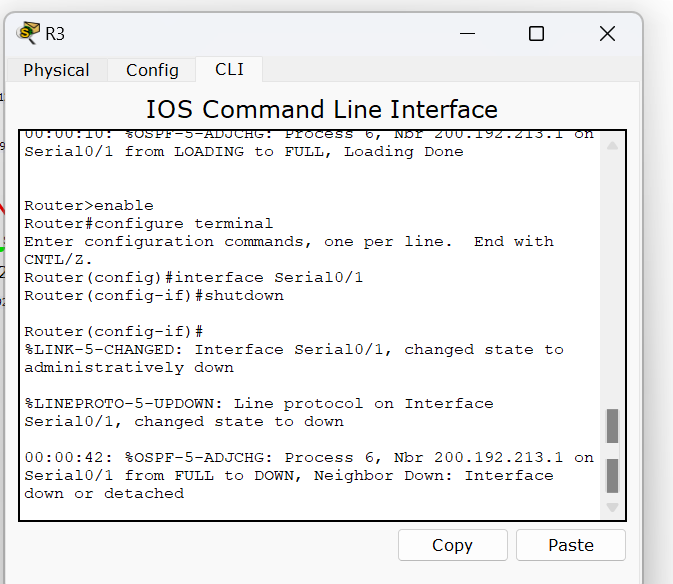 R3
Physical
Config
CLI
IOS Command Line Interface
00:00:10: %OSPF-5-ADJCHG: Process 6, Nbr 200.192.213.1 on
Serial0/1 from LOADING to FULL, Loading Done
Router>enable
Router#configure terminal
Enter configuration commands, one per line.  End with
CNTL/Z.
Router(config)#interface Serial0/1
Router(config-if)#shutdown
Router(config-if)#
%LINK-5-CHANGED: Interface Serial0/1, changed state to
administratively down
%LINEPROTO-5-UPDOWN: Line protocol on Interface
Serial0/1, changed state to down
00:00:42: %OSPF-5-ADJCHG: Process 6, Nbr 200.192.213.1 on
Serial0/1 from FULL to DOWN, Neighbor Down: Interface
down or detached
Copy
Paste